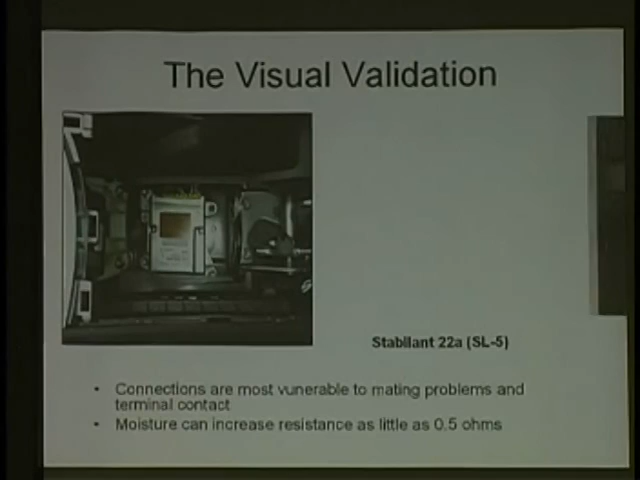 The Visual Validation
Stabilant 22a (SL-5)
• Connections are most vunerable to mating problems and
terminal contact
• Moisture can increase resistance as little as 0.5 ohms